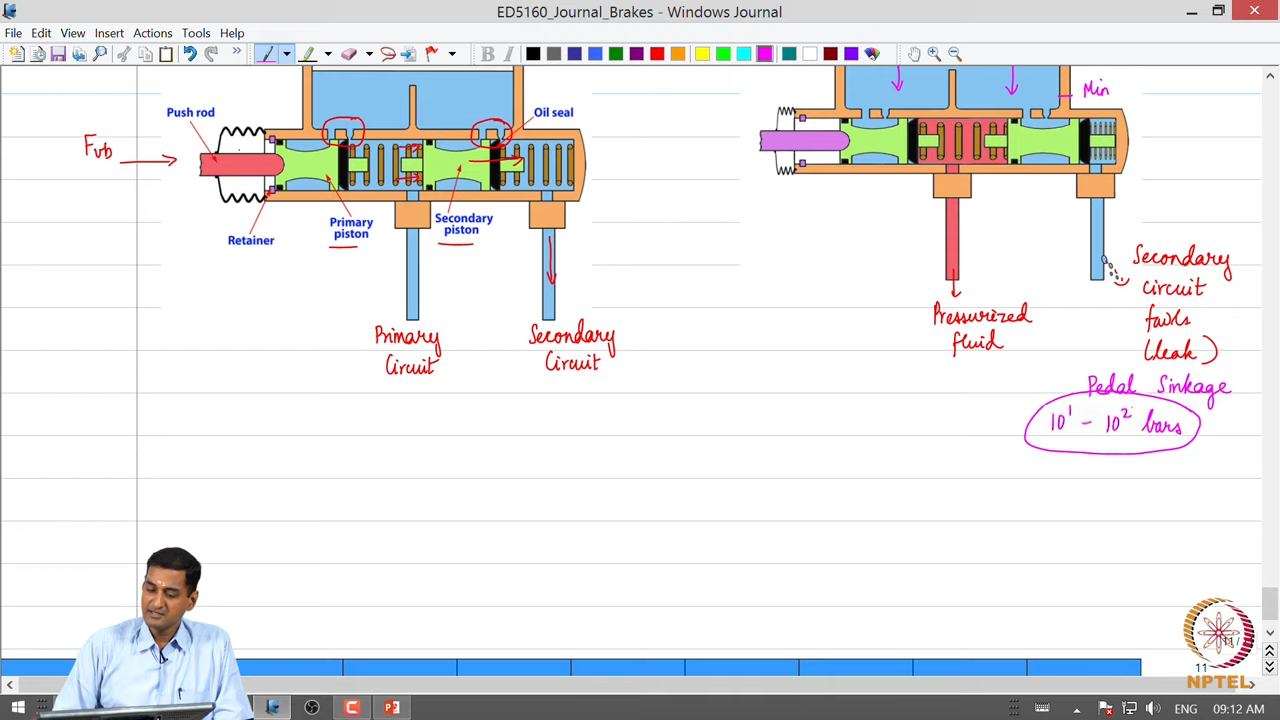 ED5160_Journal_Brakes - Windows Journal
File Edit View Insert Actions Tools Help
B I
Push rod
Oil seal
Fvb
Retainer
Primary
piston
Secondary
piston
Primary
Circuit
Secondary
Circuit
Min
Pressurized
fluid
Secondary
circuit
fails
(leak)
Pedal Sinkage
10¹ - 10² bars
11
NPTEL
ENG 09:12 AM